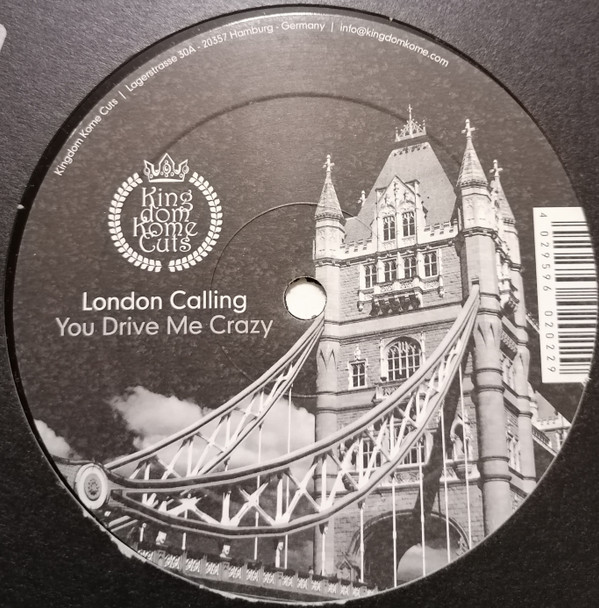 Kingdom Kome Cuts | Lagerstrasse 30A - 20357 Hamburg - Germany | info@kingdomkome.com
King
dom
Kome
Cuts
London Calling
You Drive Me Crazy
4 029596 020229